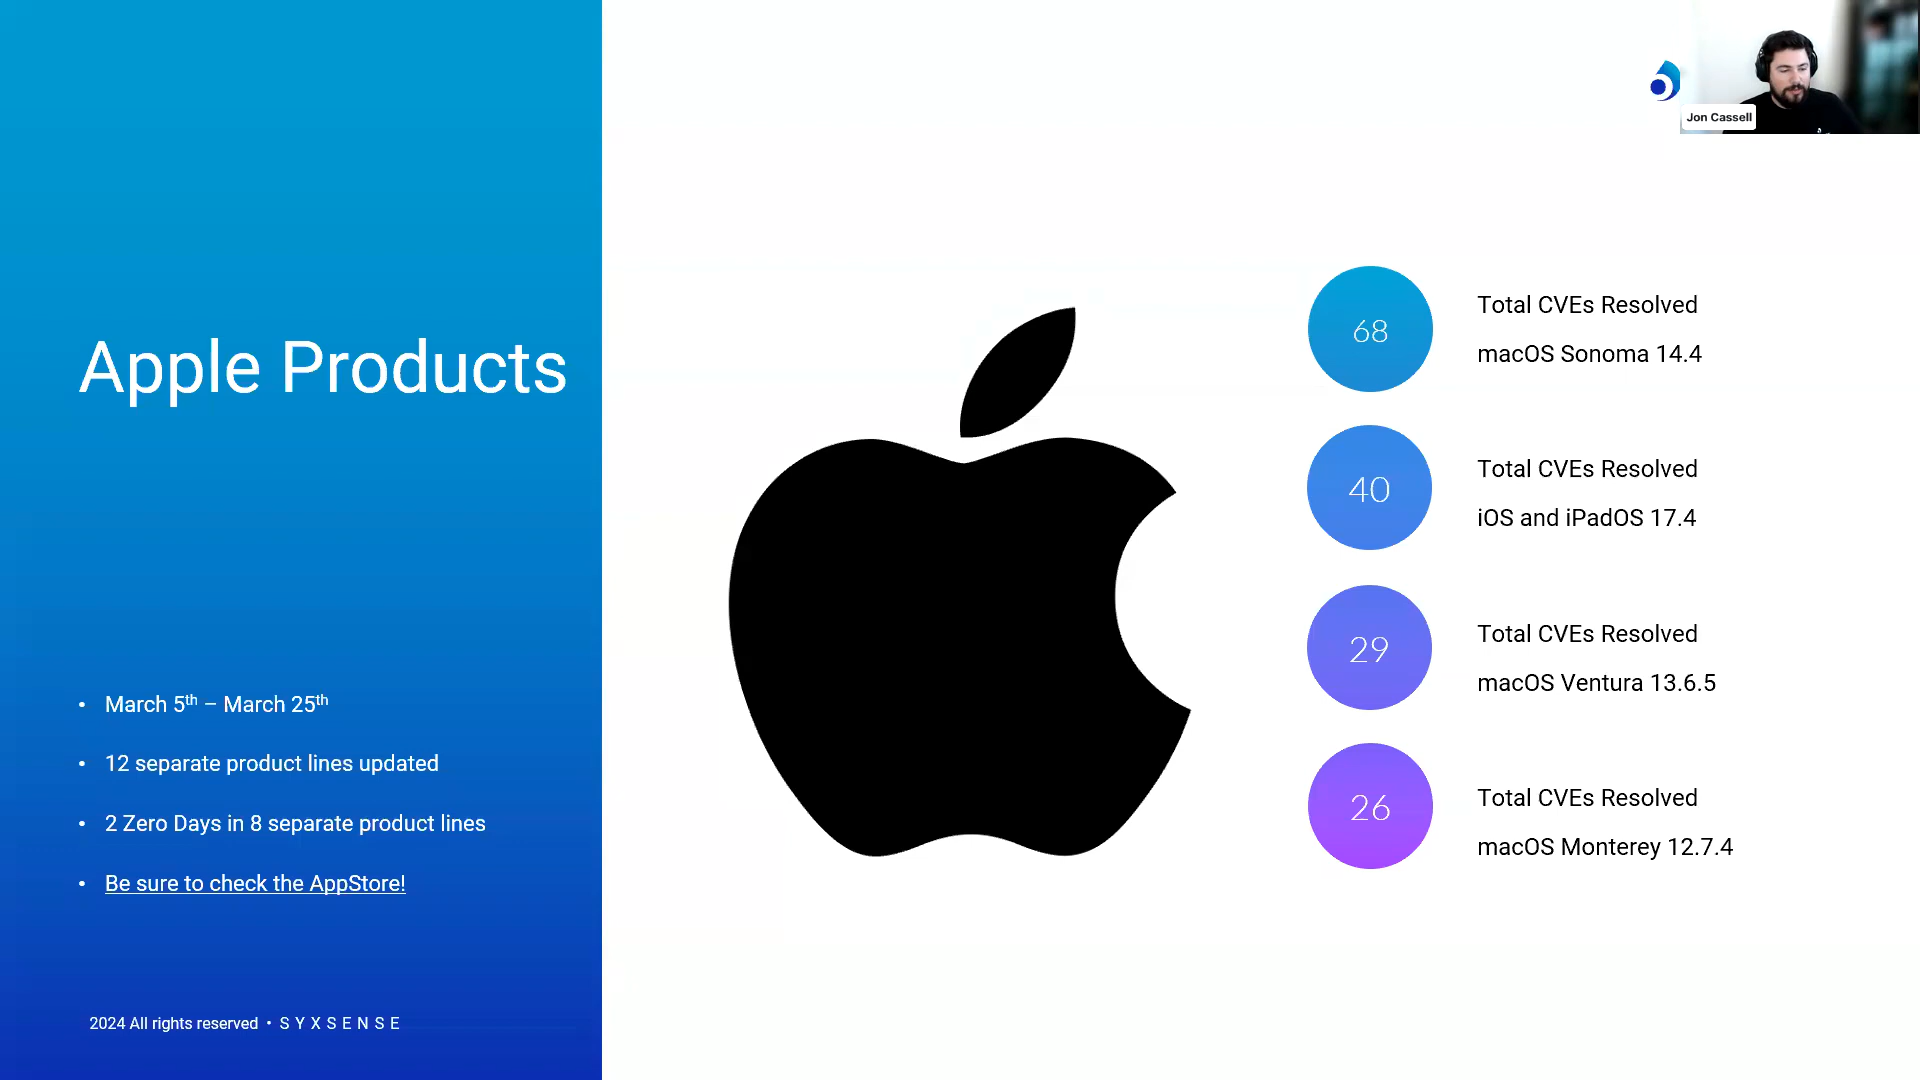 Apple Products
• March 5th – March 25th
• 12 separate product lines updated
• 2 Zero Days in 8 separate product lines
• Be sure to check the AppStore!
2024 All rights reserved • SYXSENSE
68
Total CVEs Resolved
macOS Sonoma 14.4
40
Total CVEs Resolved
iOS and iPadOS 17.4
29
Total CVEs Resolved
macOS Ventura 13.6.5
26
Total CVEs Resolved
macOS Monterey 12.7.4
Jon Cassell